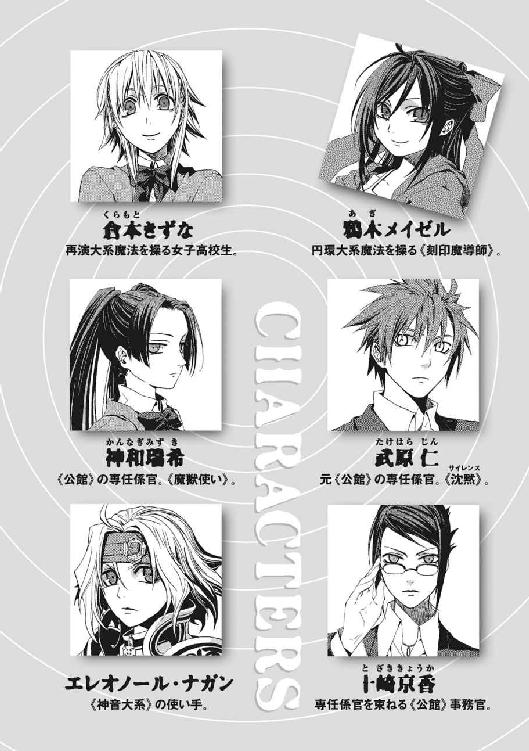 くらもと
倉本きずな
再演大系魔法を操る女子高校生。
あぎ
鴉木メイゼル
円環大系魔法を操る《刻印魔導師》。
かんなぎみずき
神和瑞希
《公館》の専任係官。《魔獣使い》。
たけはら じん
武原 仁
サイレンス
元《公館》の専任係官。《沈黙》。
エレオノール・ナガン
《神音大系》の使い手。
とざききょうか
十崎京香
専任係官を束ねる《公館》事務官。
CHARACTERS